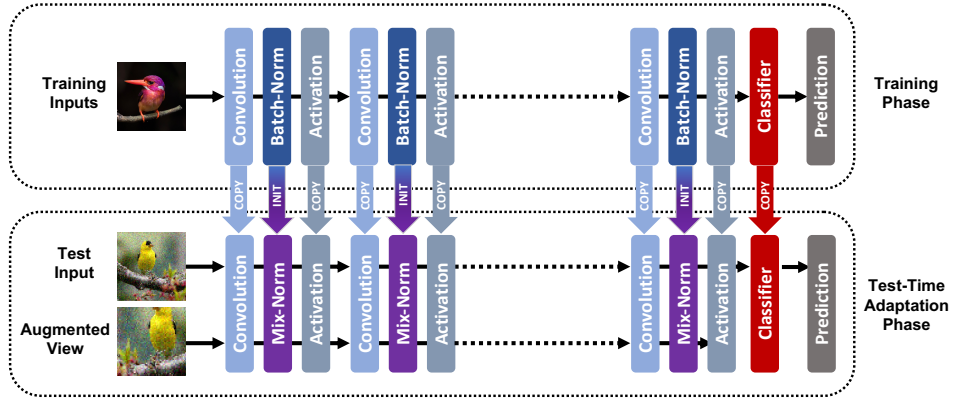 Training
Inputs
Convolution
Batch-Norm
Activation
Convolution
Batch-Norm
Activation
Convolution
Batch-Norm
Activation
Classifier
Prediction
Training
Phase
COPY
INIT
COPY
COPY
INIT
COPY
COPY
INIT
COPY
COPY
Test
Input
Augmented
View
Convolution
Mix-Norm
Activation
Convolution
Mix-Norm
Activation
Convolution
Mix-Norm
Activation
Classifier
Prediction
Test-Time
Adaptation
Phase